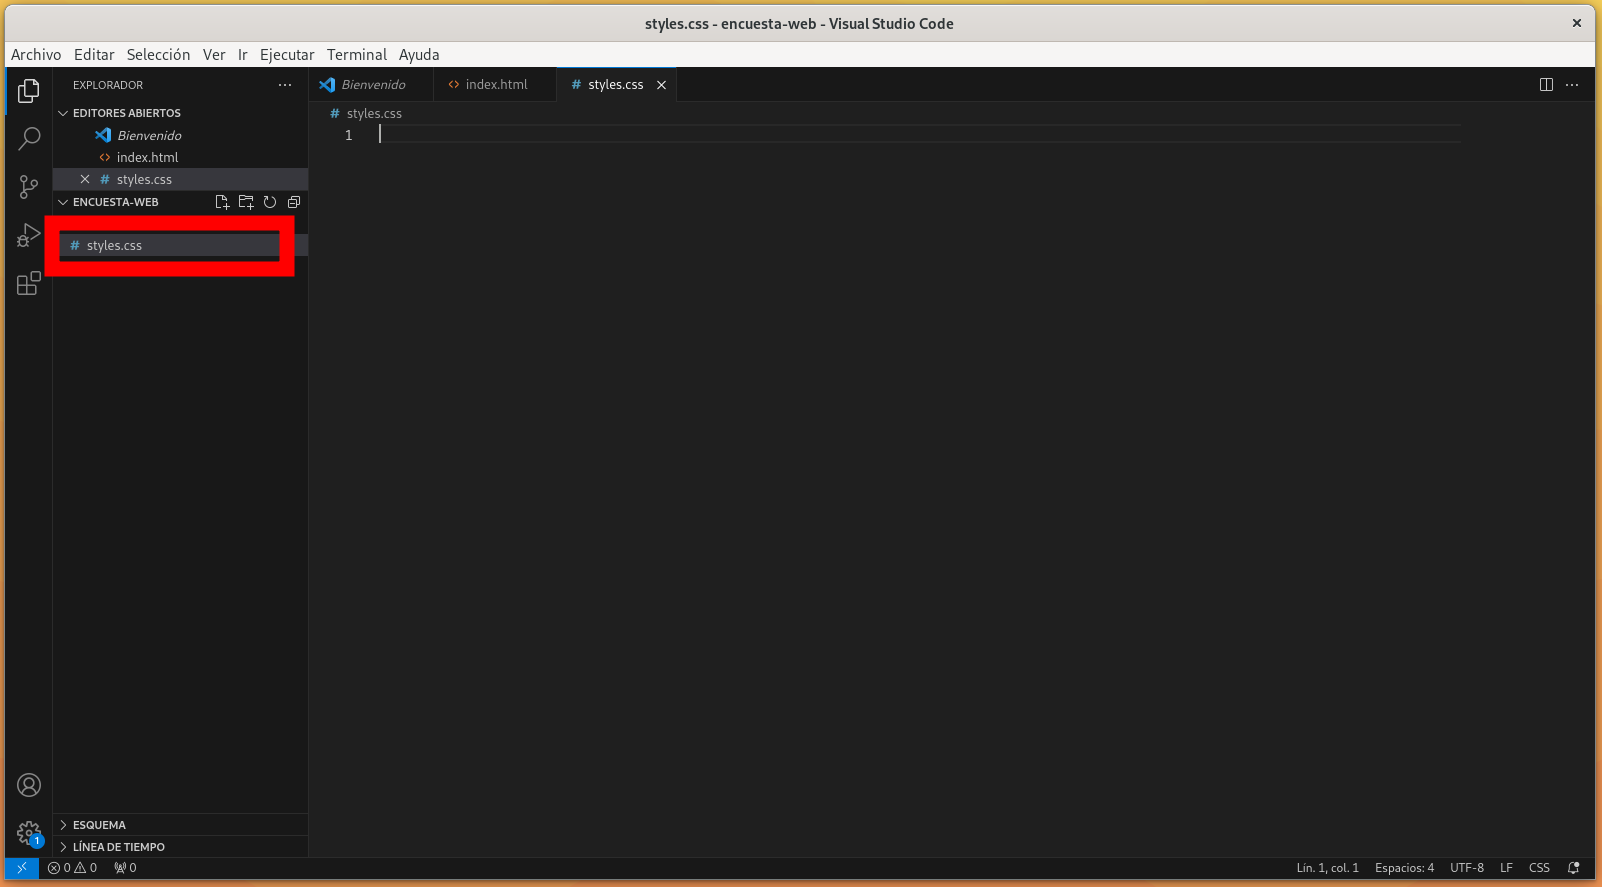 styles.css - encuesta-web - Visual Studio Code
Archivo Editar Selección Ver Ir Ejecutar Terminal Ayuda
EXPLORADOR
EDITORES ABIERTOS
Bienvenido
index.html
# styles.css
ENCUESTA-WEB
# styles.css
ESQUEMA
LÍNEA DE TIEMPO
Bienvenido index.html # styles.css
# styles.css
1
1
0 0 0
Lín. 1, col. 1 Espacios: 4 UTF-8 LF CSS